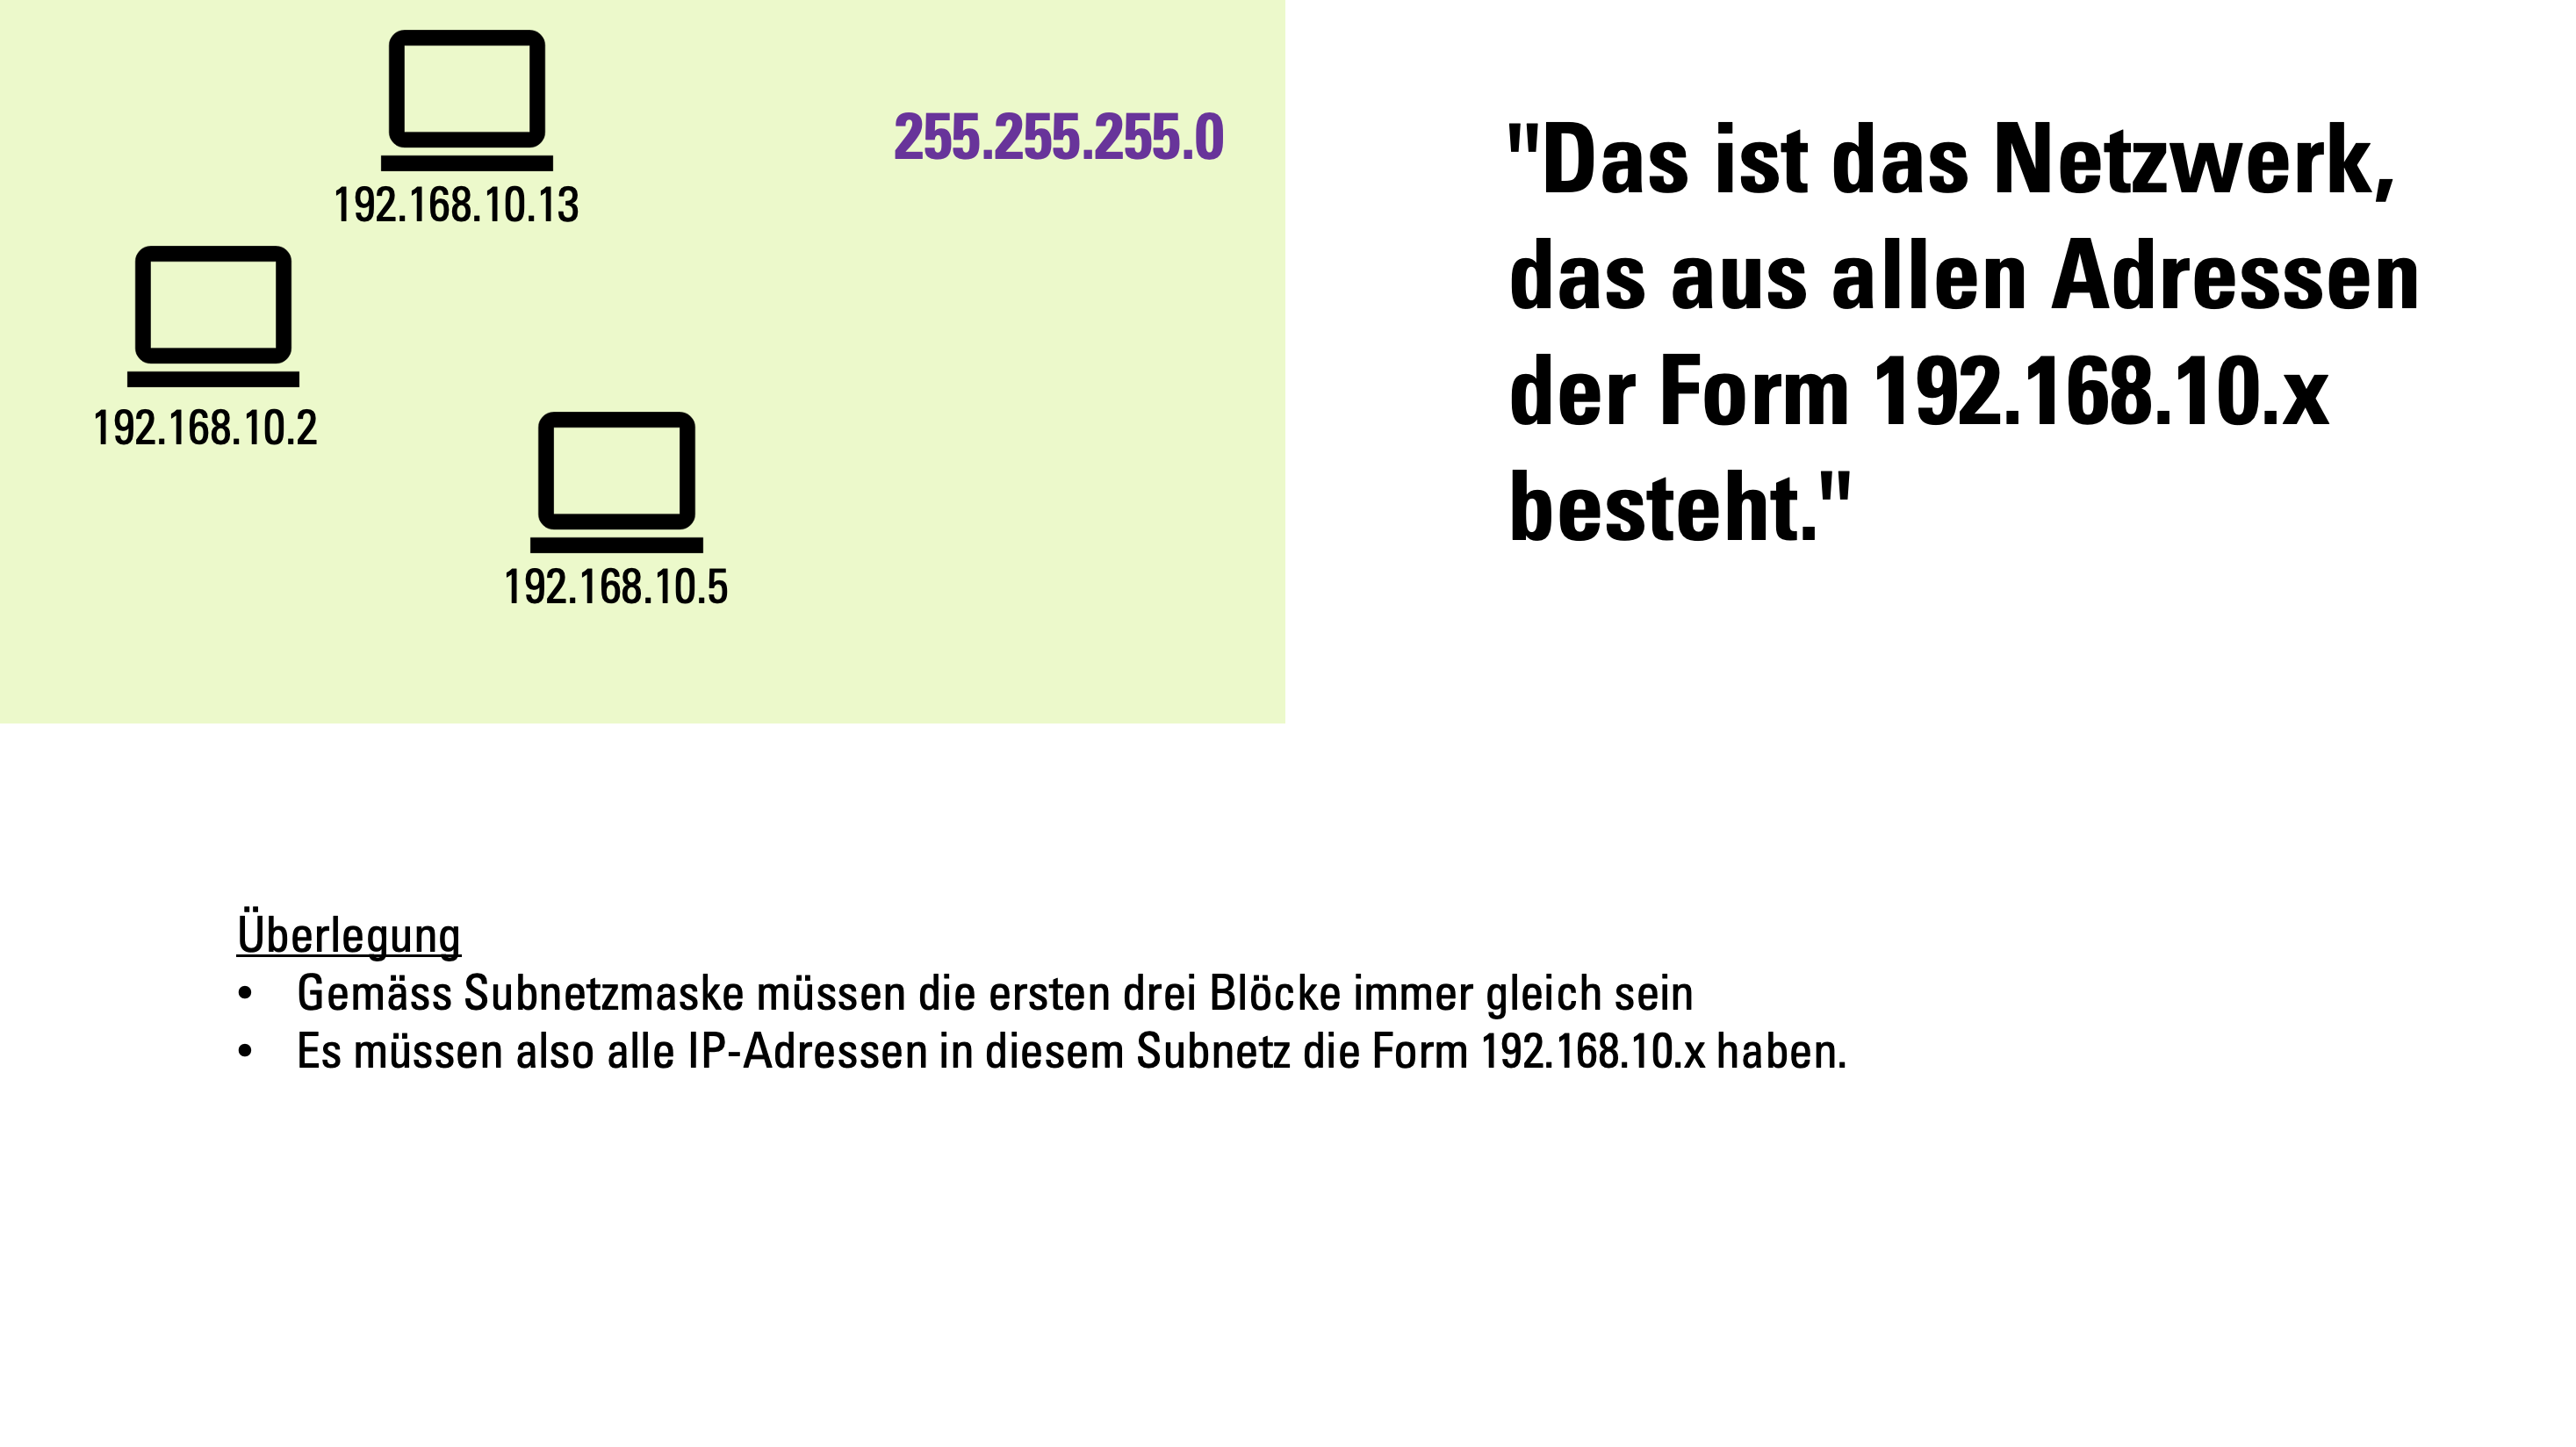 192.168.10.13
255.255.255.0
192.168.10.2
192.168.10.5
"Das ist das Netzwerk,
das aus allen Adressen
der Form 192.168.10.x
besteht."
Überlegung
• Gemäss Subnetzmaske müssen die ersten drei Blöcke immer gleich sein
• Es müssen also alle IP-Adressen in diesem Subnetz die Form 192.168.10.x haben.